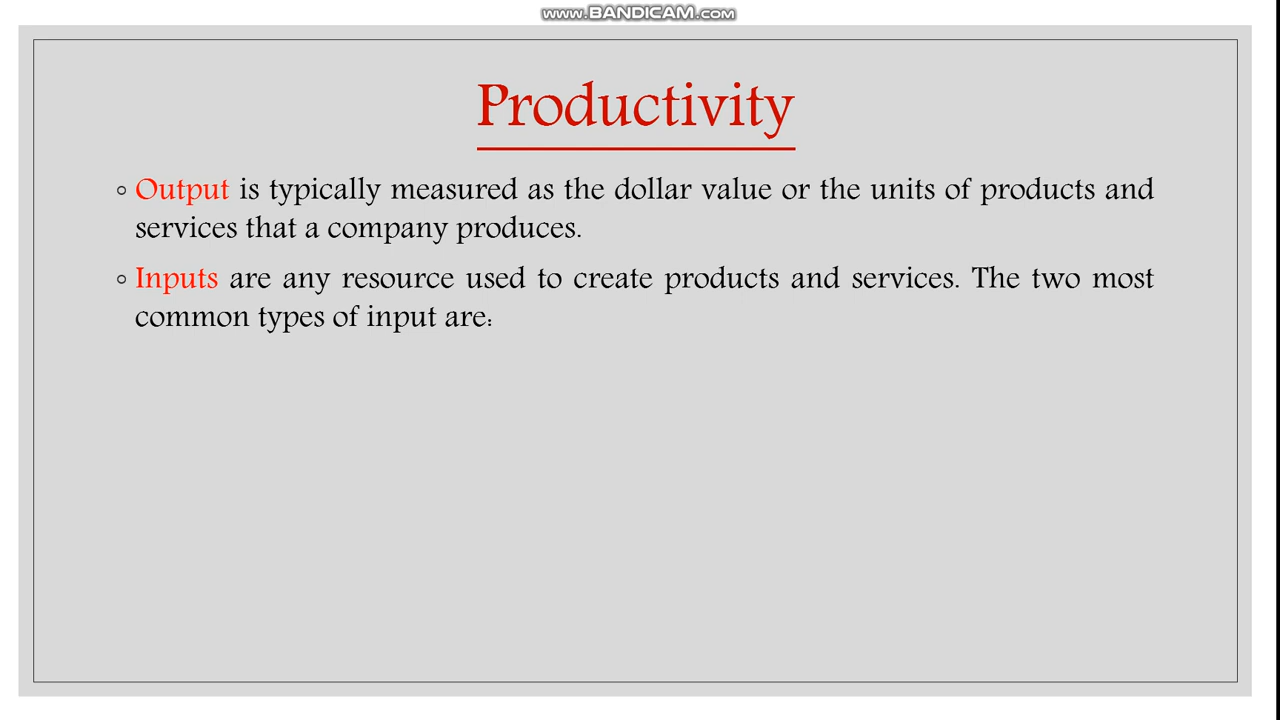 www.BANDICAM.com
Productivity
Output is typically measured as the dollar value or the units of products and
services that a company produces.
Inputs are any resource used to create products and services. The two most
common types of input are: